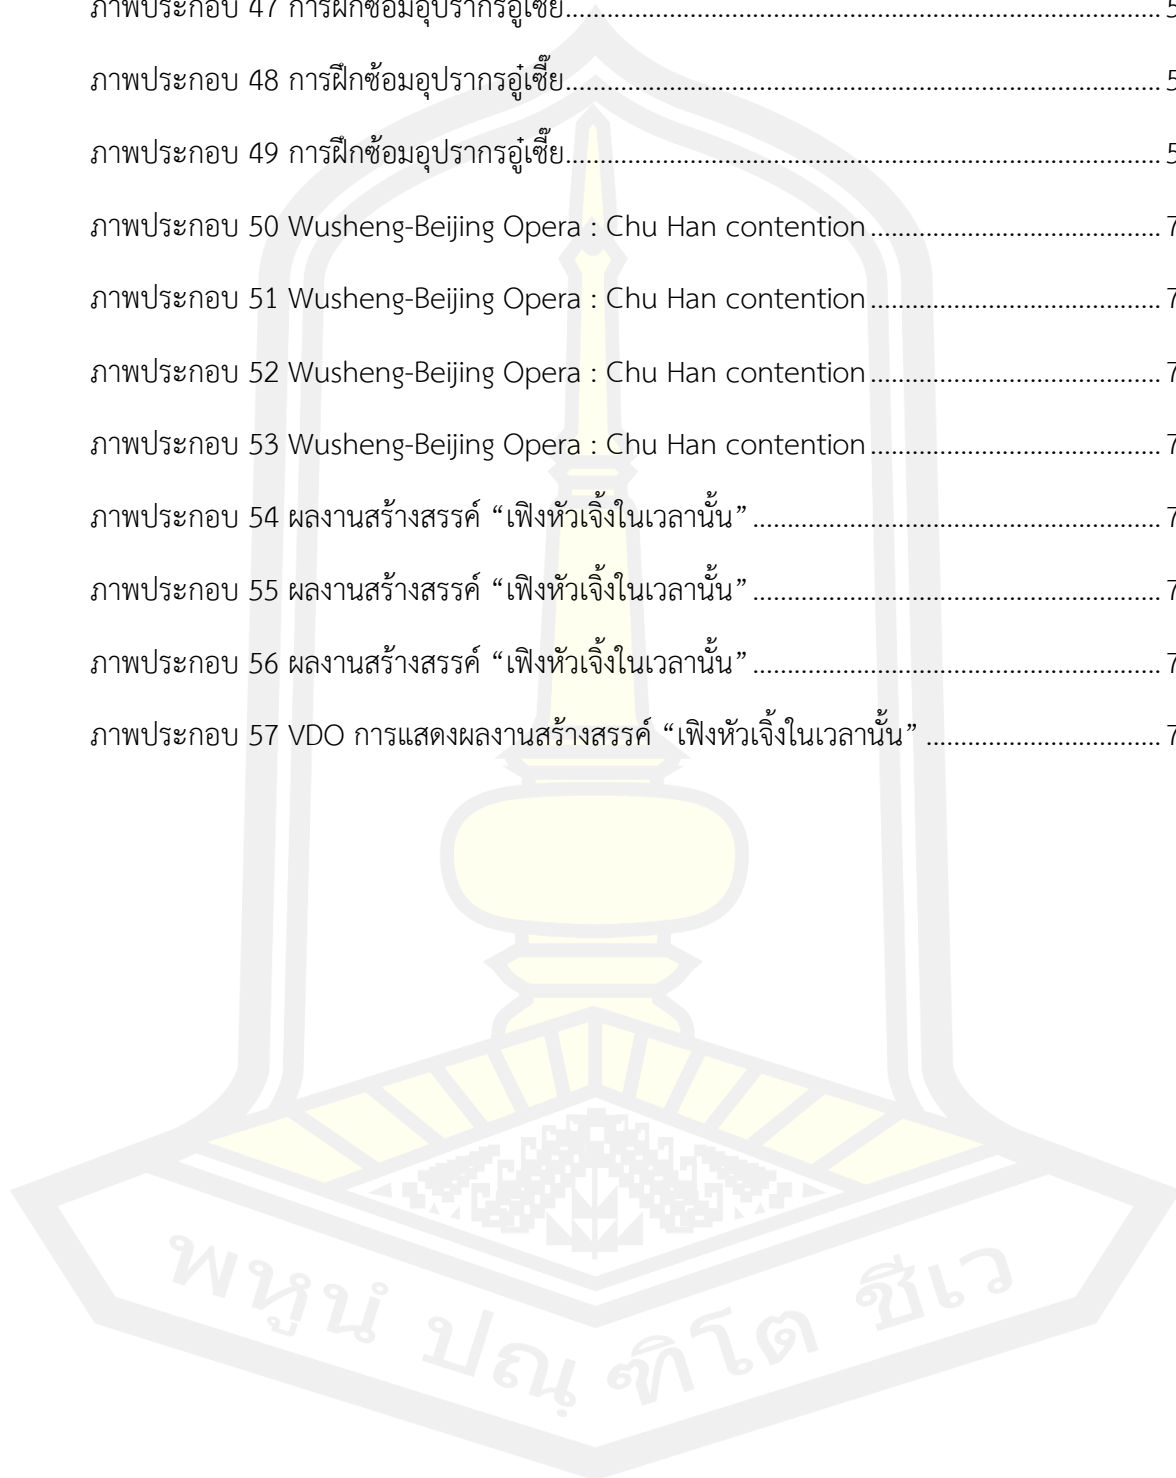 ภาพประกอบ 47 การฝึกซ้อมอุปรากรอู๋เซี๊ย.......................................................... 5
ภาพประกอบ 48 การฝึกซ้อมอุปรากรอู๋เซี๊ย.......................................................... 5
ภาพประกอบ 49 การฝึกซ้อมอุปรากรอู๋เซี๊ย.......................................................... 5
ภาพประกอบ 50 Wusheng-Beijing Opera : Chu Han contention .......................................................... 7
ภาพประกอบ 51 Wusheng-Beijing Opera : Chu Han contention .......................................................... 7
ภาพประกอบ 52 Wusheng-Beijing Opera : Chu Han contention .......................................................... 7
ภาพประกอบ 53 Wusheng-Beijing Opera : Chu Han contention .......................................................... 7
ภาพประกอบ 54 ผลงานสร้างสรรค์ “เฟิงหัวเจิ้งในเวลานั้น” .......................................................... 7
ภาพประกอบ 55 ผลงานสร้างสรรค์ “เฟิงหัวเจิ้งในเวลานั้น” .......................................................... 7
ภาพประกอบ 56 ผลงานสร้างสรรค์ “เฟิงหัวเจิ้งในเวลานั้น” .......................................................... 7
ภาพประกอบ 57 VDO การแสดงผลงานสร้างสรรค์ “เฟิงหัวเจิ้งในเวลานั้น” .......................................................... 7
พหูนํ ปณฺฑิโต ชีเว